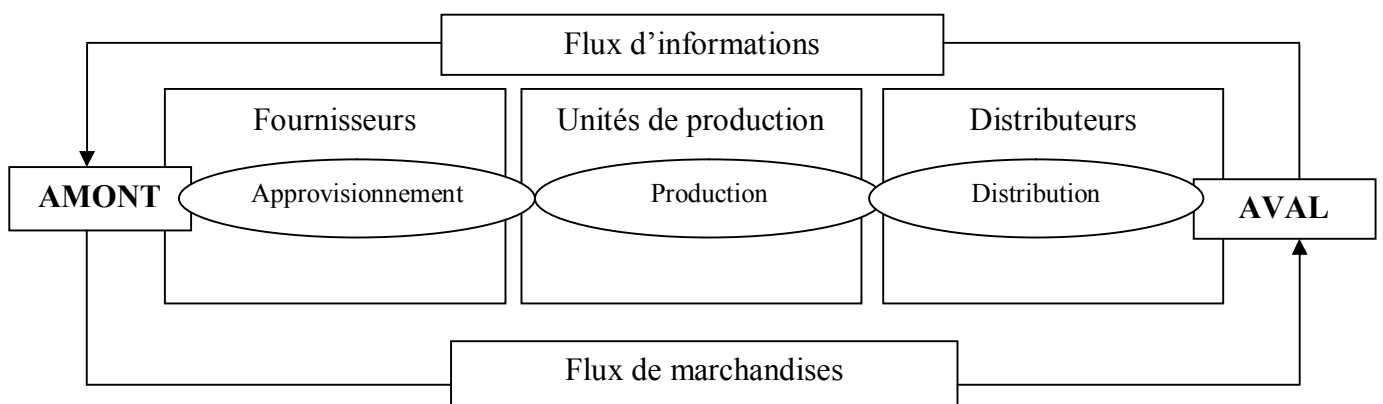 Flux d’informations
Fournisseurs
Unités de production
Distributeurs
AMONT
Approvisionnement
Production
Distribution
AVAL
Flux de marchandises